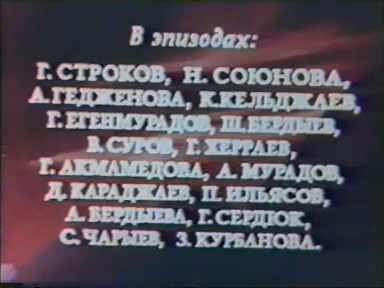 В эпизодах:
Г. СТРОКОВ, Н. СОЮНОВА,
А. ГЕДЖЕНОВА, К. КЕЛЬДЖАЕВ,
Г. ЕГЕНМУРАДОВ, Ш. БЕРДЫЕВ,
В. СУРОВ, Г. ХЕРРАЕВ,
Г. АКМАМЕДОВА, А. МУРАДОВ,
Д. КАРАДЖАЕВ, П. ИЛЬЯСОВ,
А. БЕРДЫЕВА, Г. СЕРДЮК,
С. ЧАРЫЕВ, З. КУРБАНОВА.